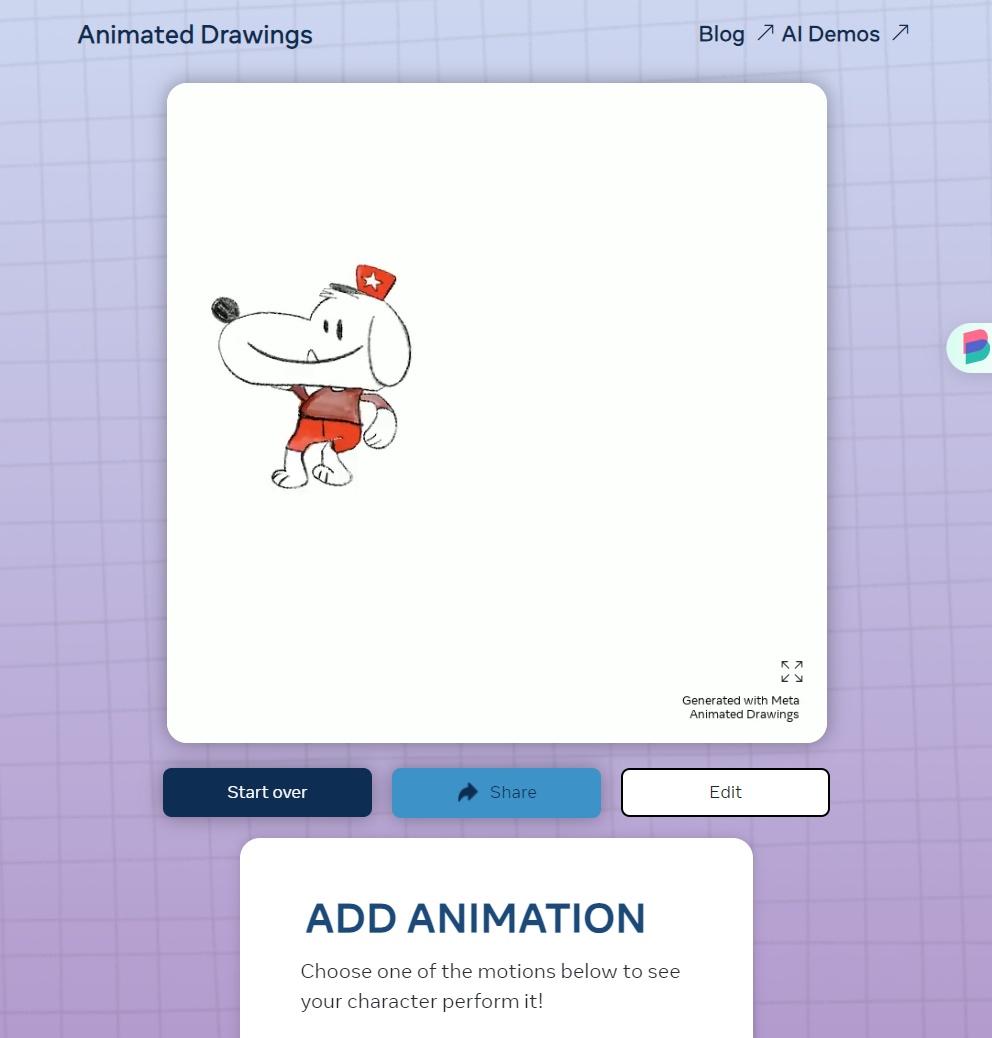 Animated Drawings
Blog AI Demos
Generated with Meta
Animated Drawings
Start over
Share
Edit
ADD ANIMATION
Choose one of the motions below to see
your character perform it!